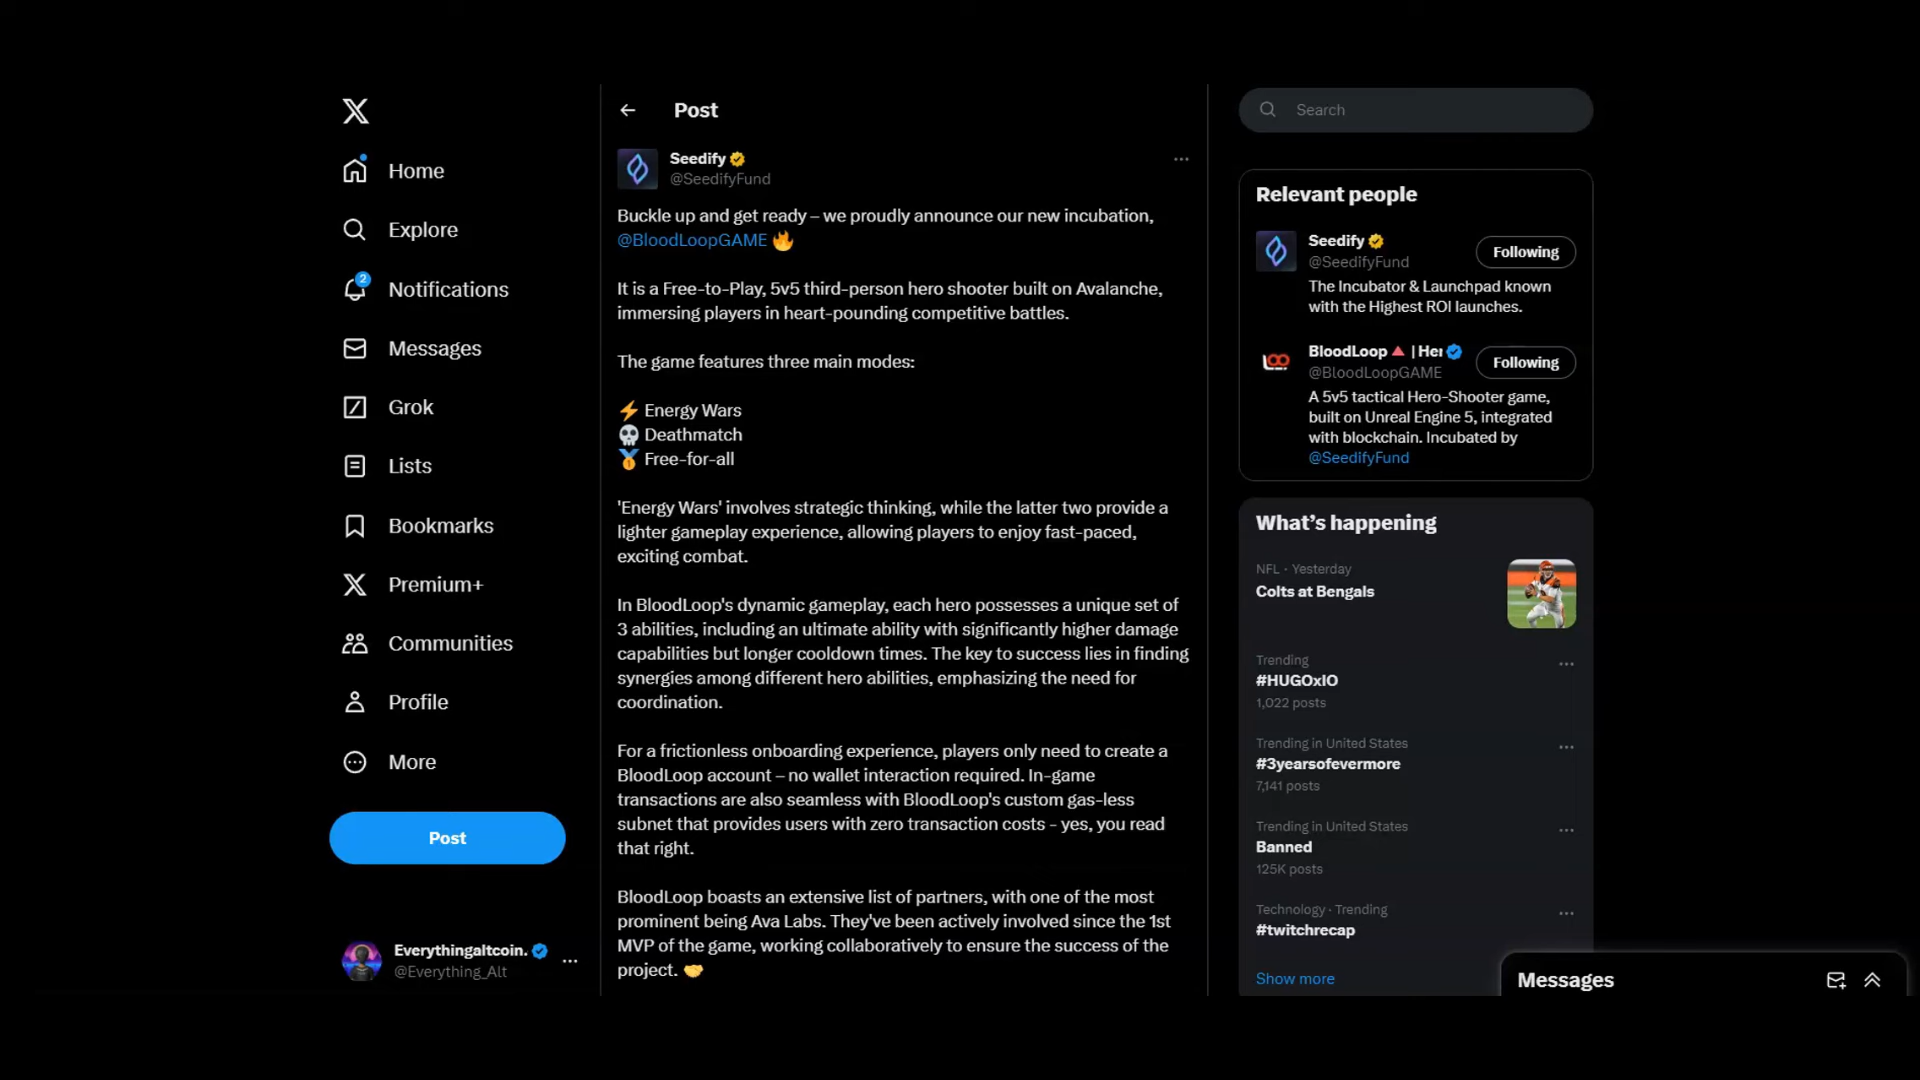 Home
Explore
2
Notifications
Messages
Grok
Lists
Bookmarks
Premium+
Communities
Profile
More
Post
Everythingaltcoin.
@Everything_Alt
Post
Seedify
@SeedifyFund
Buckle up and get ready – we proudly announce our new incubation,
@BloodLoopGAME 🔥
It is a Free-to-Play, 5v5 third-person hero shooter built on Avalanche,
immersing players in heart-pounding competitive battles.
The game features three main modes:
⚡ Energy Wars
💀 Deathmatch
🏅 Free-for-all
'Energy Wars' involves strategic thinking, while the latter two provide a
lighter gameplay experience, allowing players to enjoy fast-paced,
exciting combat.
In BloodLoop's dynamic gameplay, each hero possesses a unique set of
3 abilities, including an ultimate ability with significantly higher damage
capabilities but longer cooldown times. The key to success lies in finding
synergies among different hero abilities, emphasizing the need for
coordination.
For a frictionless onboarding experience, players only need to create a
BloodLoop account – no wallet interaction required. In-game
transactions are also seamless with BloodLoop's custom gas-less
subnet that provides users with zero transaction costs - yes, you read
that right.
BloodLoop boasts an extensive list of partners, with one of the most
prominent being Ava Labs. They've been actively involved since the 1st
MVP of the game, working collaboratively to ensure the success of the
project. 🤝
Search
Relevant people
Seedify
@SeedifyFund
Following
The Incubator & Launchpad known
with the Highest ROI launches.
BloodLoop 🔺 | Her
@BloodLoopGAME
Following
A 5v5 tactical Hero-Shooter game,
built on Unreal Engine 5, integrated
with blockchain. Incubated by
@SeedifyFund
What's happening
NFL · Yesterday
Colts at Bengals
Trending
#HUGOxIO
1,022 posts
Trending in United States
#3yearsofevermore
7,141 posts
Trending in United States
Banned
125K posts
Technology · Trending
#twitchrecap
Show more
Messages